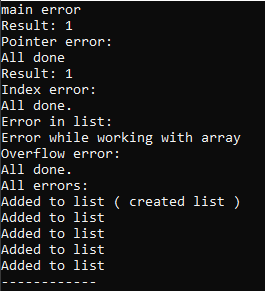 main error
Result: 1
Pointer error:
All done
Result: 1
Index error:
All done.
Error in list:
Error while working with array
Overflow error:
All done.
All errors:
Added to list ( created list )
Added to list
Added to list
Added to list
Added to list
------------